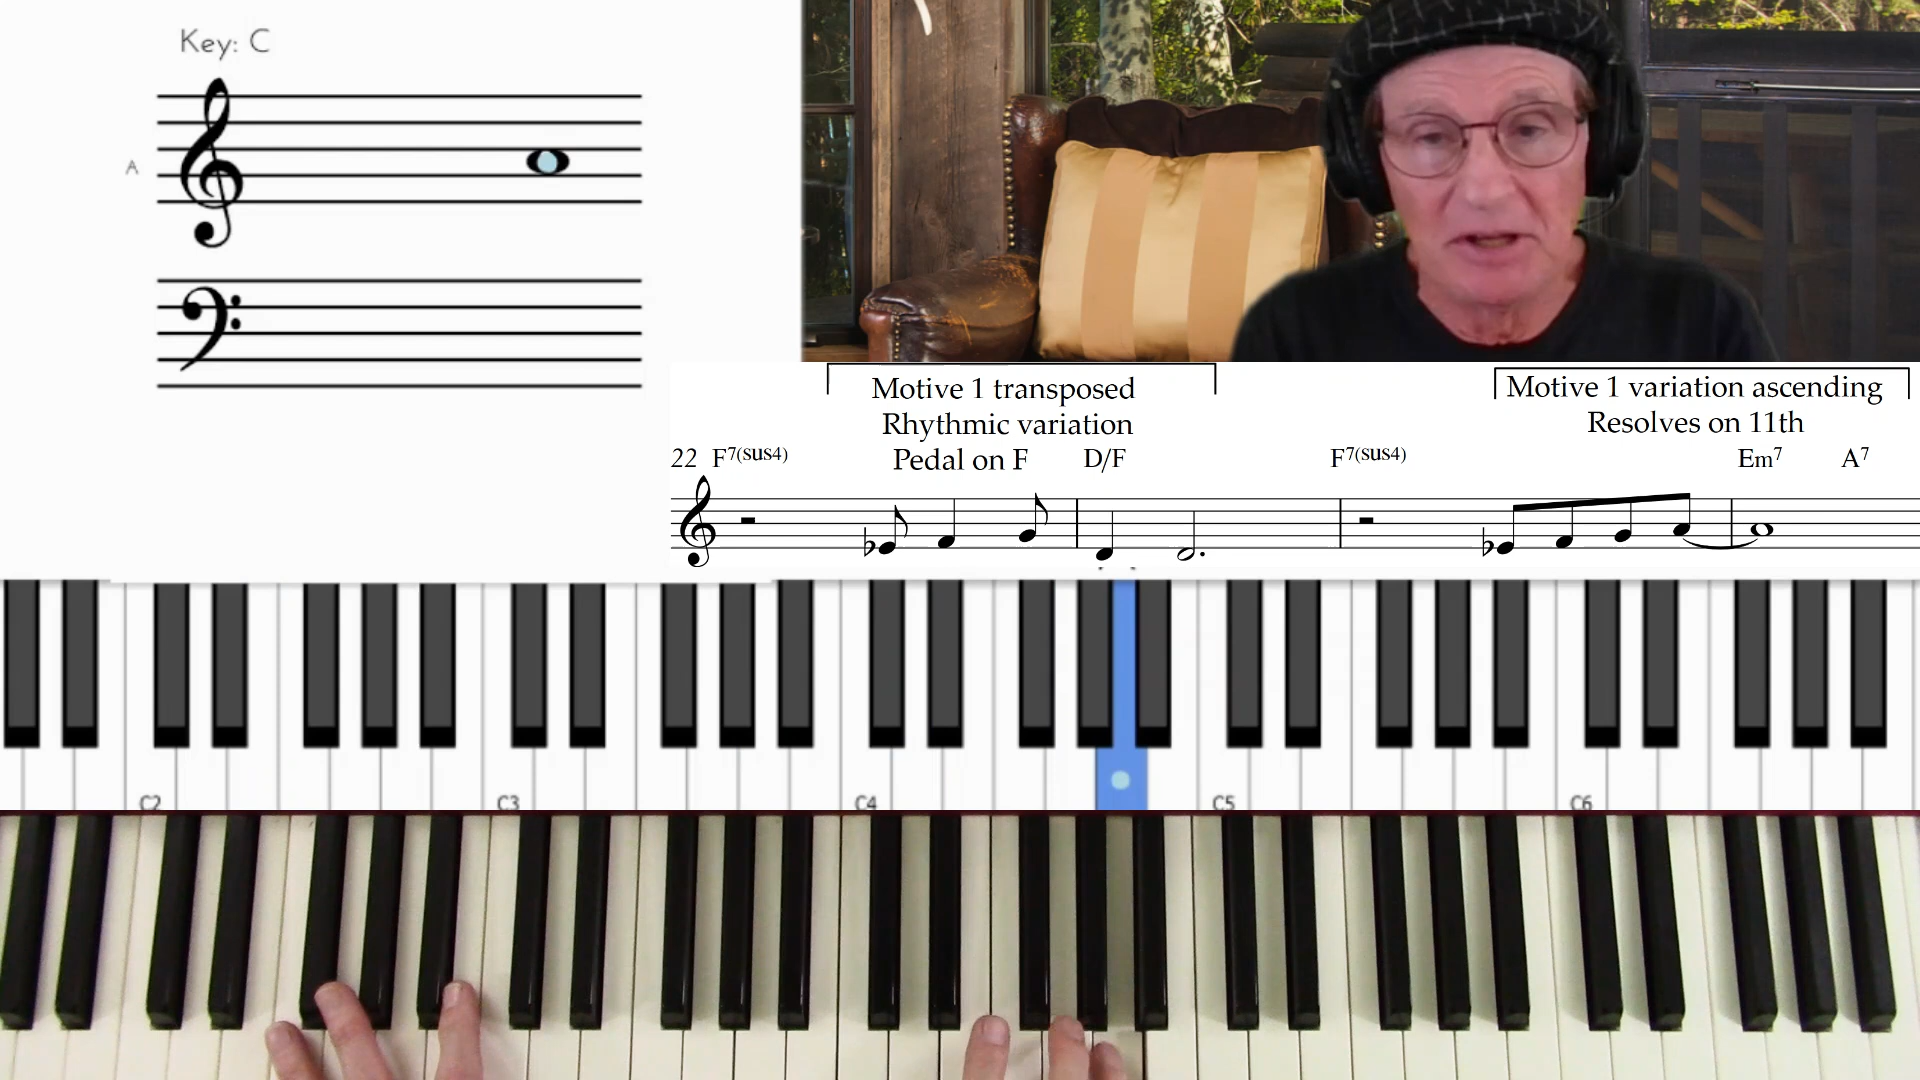 Key: C
A
Motive 1 transposed
Rhythmic variation
22 F7(sus4) Pedal on F D/F
Motive 1 variation ascending
Resolves on 11th
F7(sus4) Em7 A7
C2 C3 C4 C5 C6